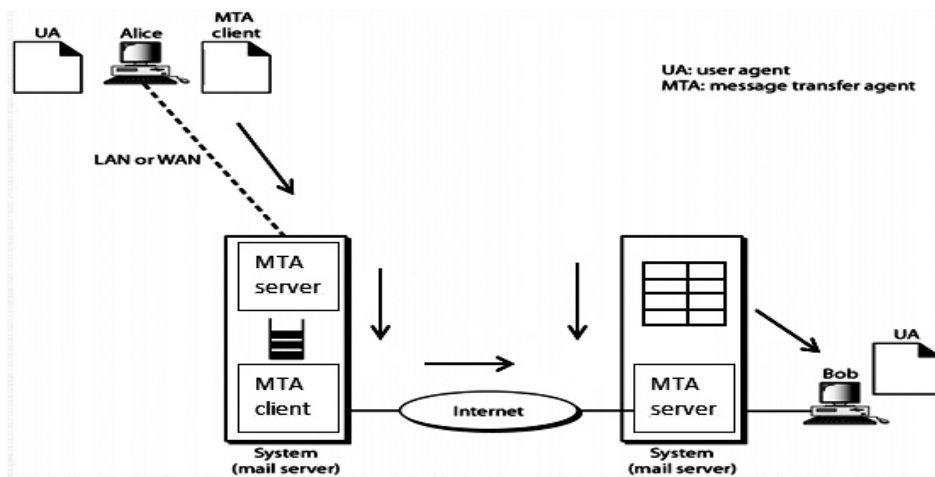 UA
Alice
MTA
client
UA: user agent
MTA: message transfer agent
LAN or WAN
MTA
server
MTA
client
System
(mail server)
Internet
MTA
server
System
(mail server)
Bob
UA